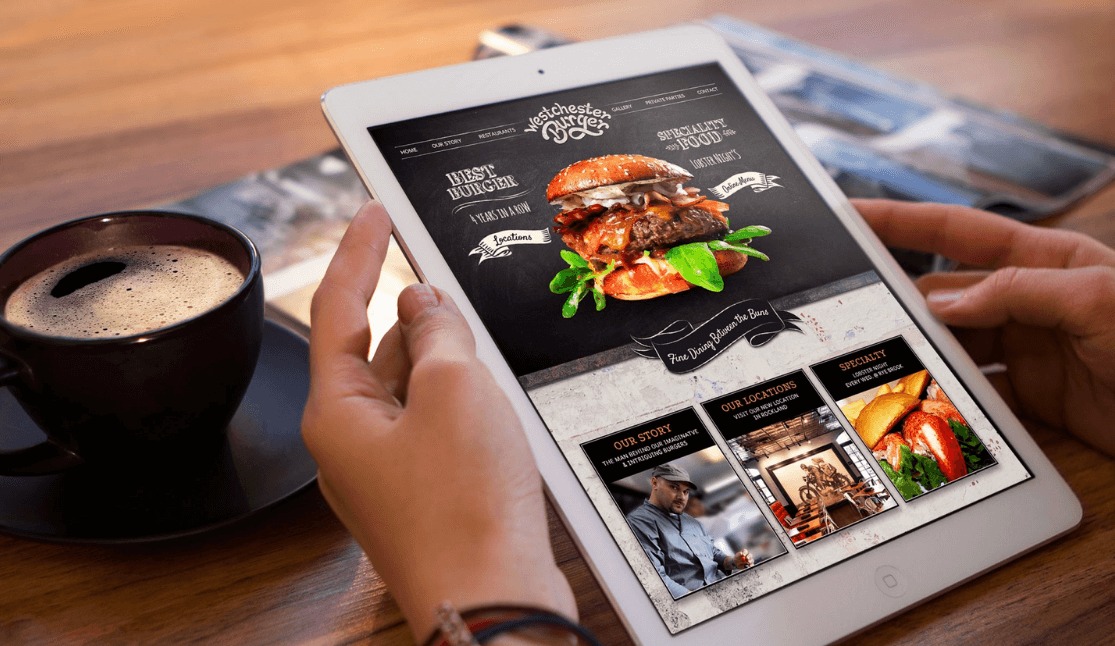 HOME
OUR STORY
RESTAURANTS
Westchester
Burger
GALLERY
PRIVATE PARTIES
CONTACT
BEST
BURGER
4 YEARS IN A ROW
Locations
SPECIALITY
FOOD
LOBSTER NIGHT'S
Online Menu
Fine Dining Between the Buns
OUR STORY
THE MAN BEHIND OUR IMAGINATVE
& INTRIGUING BURGERS
OUR LOCATIONS
VISIT OUR NEW LOCATION
IN ROCKLAND
SPECIALTY
LOBSTER NIGHT
EVERY WED. @ RYE BROOK